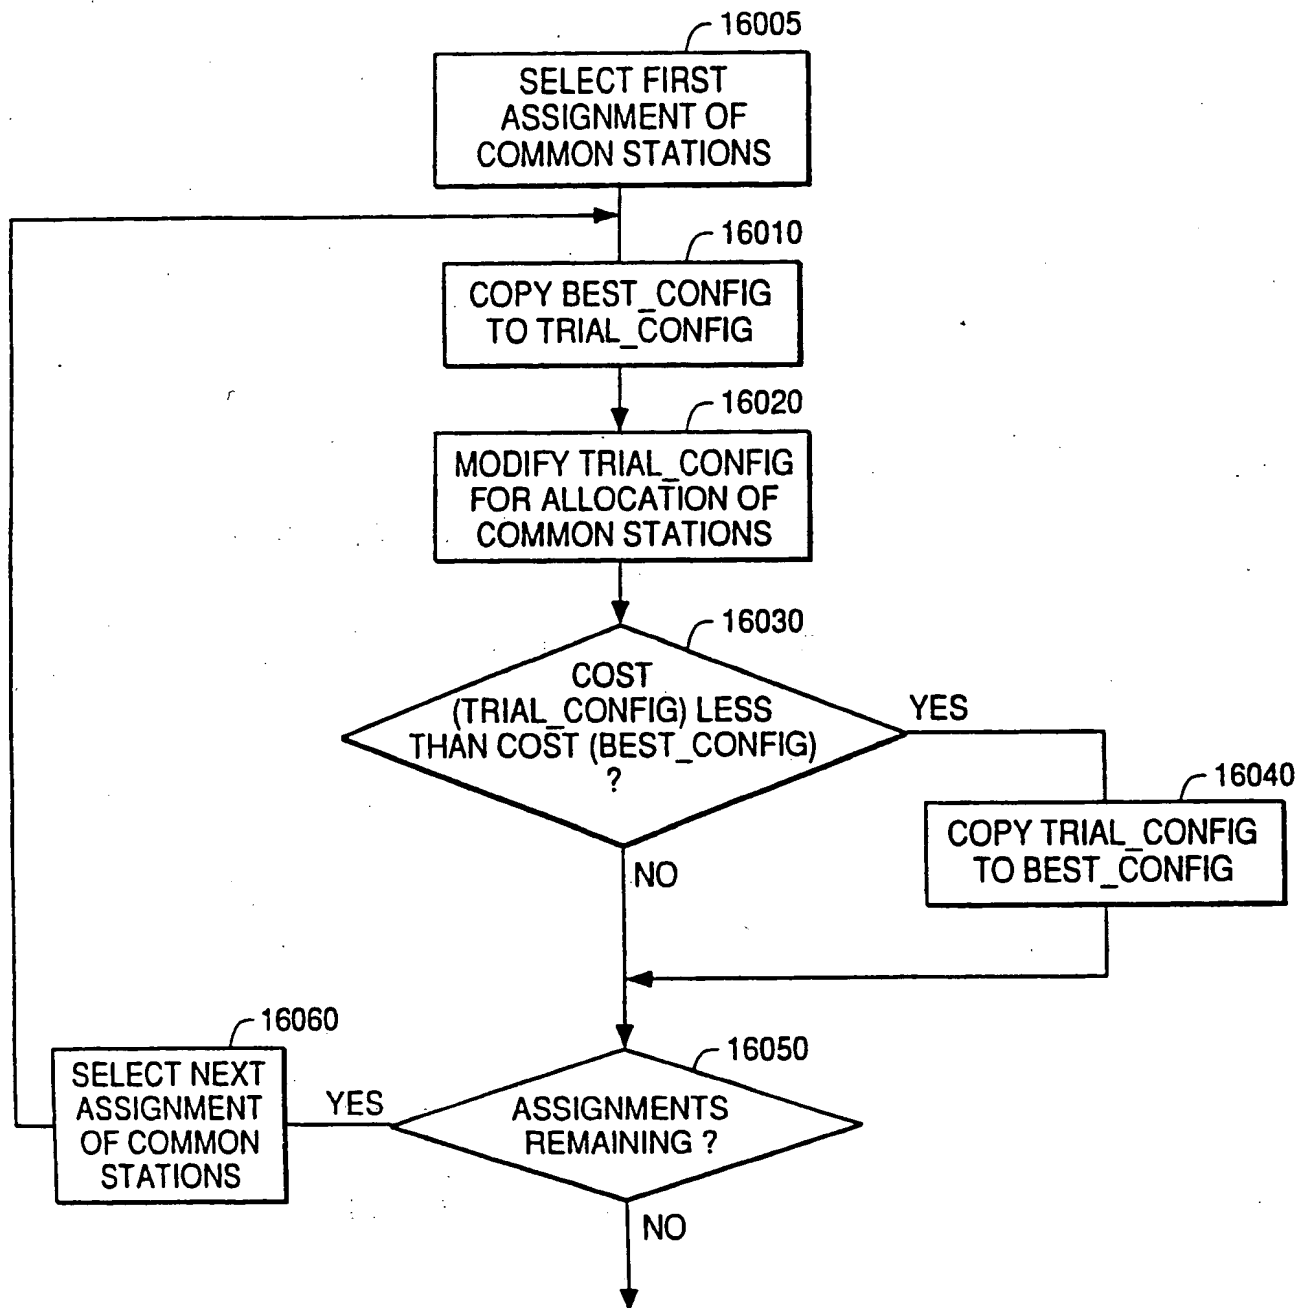 16005
SELECT FIRST
ASSIGNMENT OF
COMMON STATIONS
16010
COPY BEST_CONFIG
TO TRIAL_CONFIG
16020
MODIFY TRIAL_CONFIG
FOR ALLOCATION OF
COMMON STATIONS
16030
COST
(TRIAL_CONFIG) LESS
THAN COST (BEST_CONFIG)
?
YES
16040
COPY TRIAL_CONFIG
TO BEST_CONFIG
NO
16060
SELECT NEXT
ASSIGNMENT
OF COMMON
STATIONS
YES
16050
ASSIGNMENTS
REMAINING ?
NO